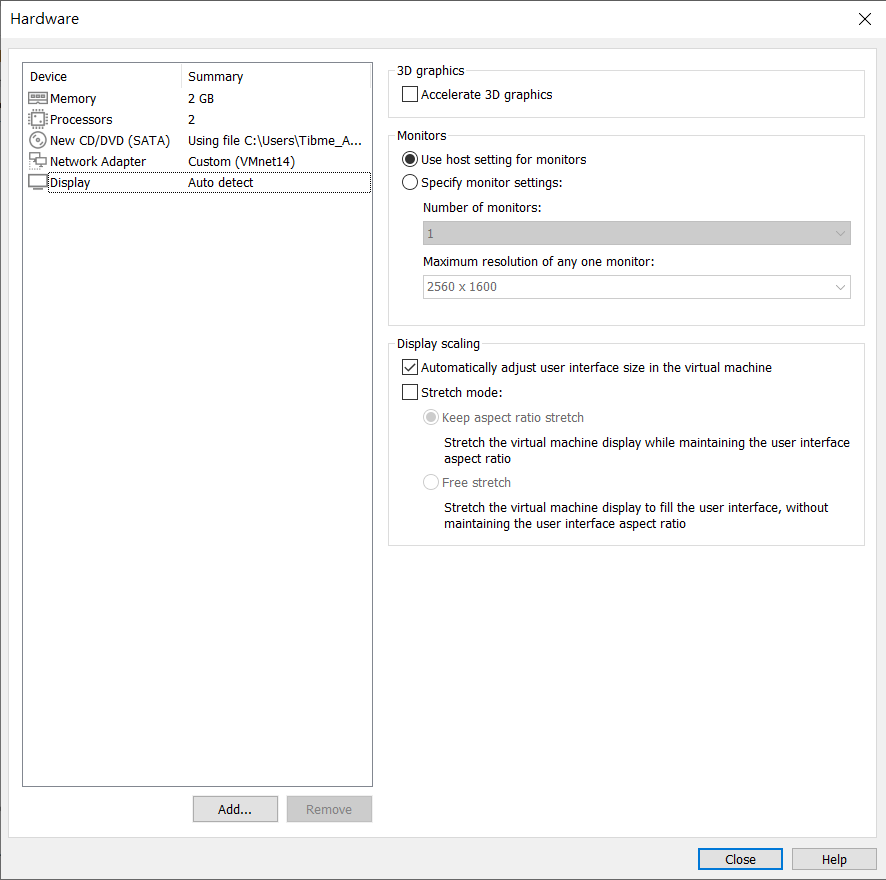 Hardware
Device Summary
Memory 2 GB
Processors 2
New CD/DVD (SATA) Using file C:\Users\Tibme_A...
Network Adapter Custom (VMnet14)
Display Auto detect
Add... Remove
3D graphics
Accelerate 3D graphics
Monitors
Use host setting for monitors
Specify monitor settings:
Number of monitors:
1
Maximum resolution of any one monitor:
2560 x 1600
Display scaling
Automatically adjust user interface size in the virtual machine
Stretch mode:
Keep aspect ratio stretch
Stretch the virtual machine display while maintaining the user interface
aspect ratio
Free stretch
Stretch the virtual machine display to fill the user interface, without
maintaining the user interface aspect ratio
Close Help